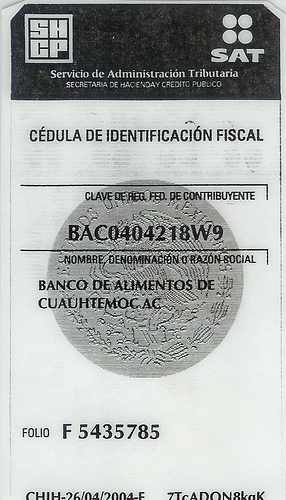 SHCP
SAT
Servicio de Administración Tributaria
SECRETARIA DE HACIENDA Y CREDITO PUBLICO
CÉDULA DE IDENTIFICACIÓN FISCAL
CLAVE DE REG. FED. DE CONTRIBUYENTE
BAC0404218W9
NOMBRE, DENOMINACIÓN O RAZÓN SOCIAL
BANCO DE ALIMENTOS DE
CUAUHTEMOC AC
FOLIO F 5435785
CHIH-26/04/2004-F 7TcADON8kqK